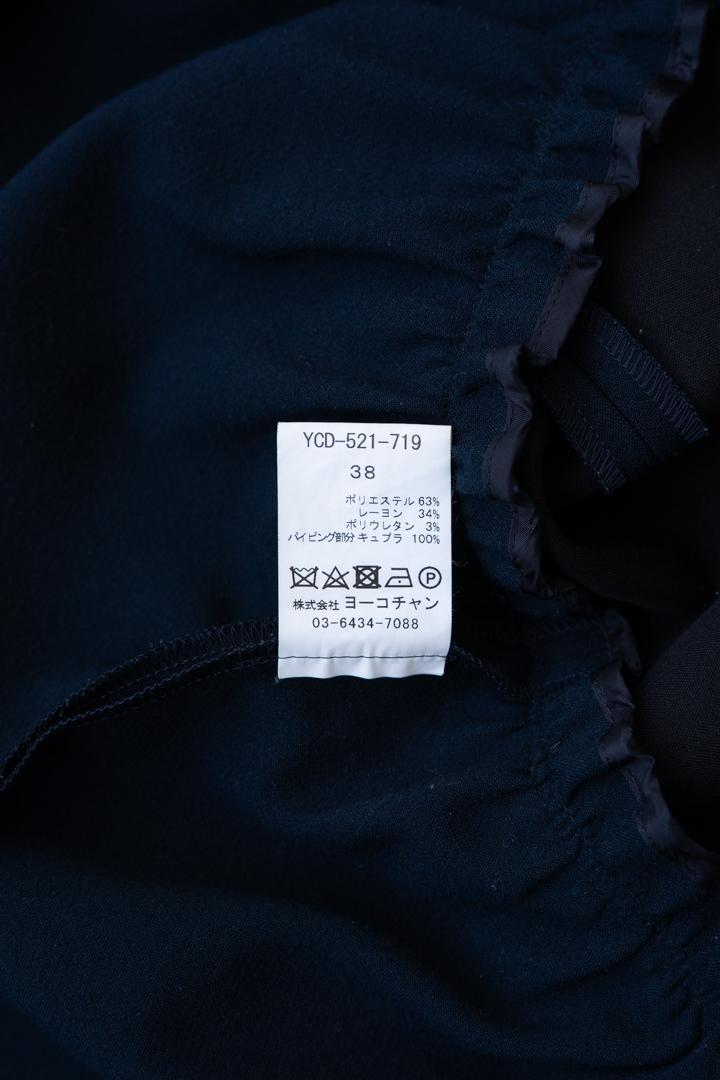 YCD-521-719
38
ポリエステル 63%
レーヨン 34%
ポリウレタン 3%
パイピング部分 キュプラ 100%
P
株式会社 ヨーコチャン
03-6434-7088